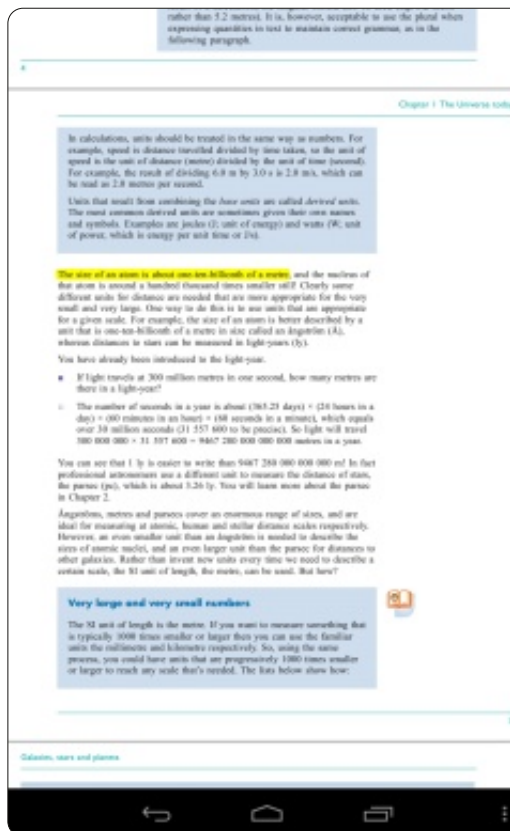 rather than 5.2 metres). It is, however, acceptable to use the plural when
expressing quantities in text to maintain correct grammar, as in the
following paragraph.
Chapter 1 The Universe today
In calculations, units should be treated in the same way as numbers. For
example, speed is distance travelled divided by time taken, so the unit of
speed is the unit of distance (metre) divided by the unit of time (second).
For example, the result of dividing 6.0 m by 3.0 s is 2.0 m/s, which can
be read as 2.0 metres per second.
Units that result from combining the base units are called derived units.
The most common derived units are sometimes given their own names
and symbols. Examples are joules (J; unit of energy) and watts (W; unit
of power, which is energy per unit time or J/s).
The size of an atom is about one-ten-billionth of a metre, and the nucleus of
that atom is around a hundred thousand times smaller still! Clearly some
different units for distance are needed that are more appropriate for the very
small and very large. One way to do this is to use units that are appropriate
for a given scale. For example, the size of an atom is better described by a
unit that is one-ten-billionth of a metre in size called an ångström (Å),
whereas distances to stars can be measured in light-years (ly).
You have already been introduced to the light-year.
If light travels at 300 million metres in one second, how many metres are
there in a light-year?
The number of seconds in a year is about (365.25 days) × (24 hours in a
day) × (60 minutes in an hour) × (60 seconds in a minute), which equals
over 30 million seconds (31 557 600 to be precise). So light will travel
300 000 000 × 31 557 600 = 9467 280 000 000 000 metres in a year.
You can see that 1 ly is easier to write than 9467 280 000 000 000 m! In fact
professional astronomers use a different unit to measure the distance of stars,
the parsec (pc), which is about 3.26 ly. You will learn more about the parsec
in Chapter 2.
Ångströms, metres and parsecs cover an enormous range of sizes, and are
ideal for measuring at atomic, human and stellar distance scales respectively.
However, an even smaller unit than an ångström is needed to describe the
sizes of atomic nuclei, and an even larger unit than the parsec for distances to
other galaxies. Rather than invent new units every time we need to describe a
certain scale, the SI unit of length, the metre, can be used. But how?
Very large and very small numbers
The SI unit of length is the metre. If you want to measure something that
is typically 1000 times smaller or larger then you can use the familiar
units the millimetre and kilometre respectively. So, using the same
process, you could have units that are progressively 1000 times smaller
or larger to reach any scale that's needed. The lists below show how:
Galaxies, stars and planets